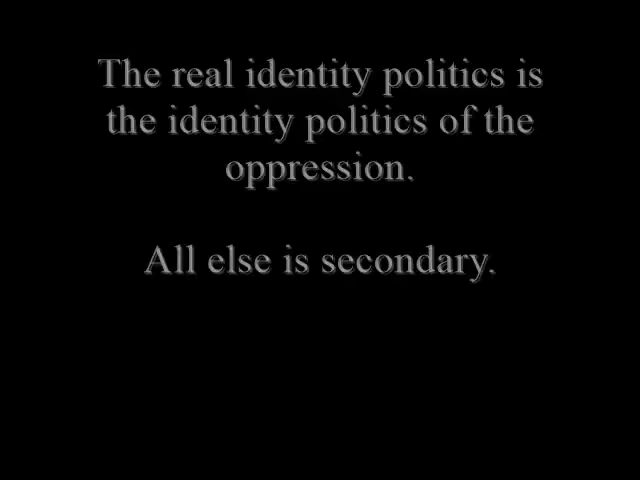 The real identity politics is
the identity politics of the
oppression.
All else is secondary.